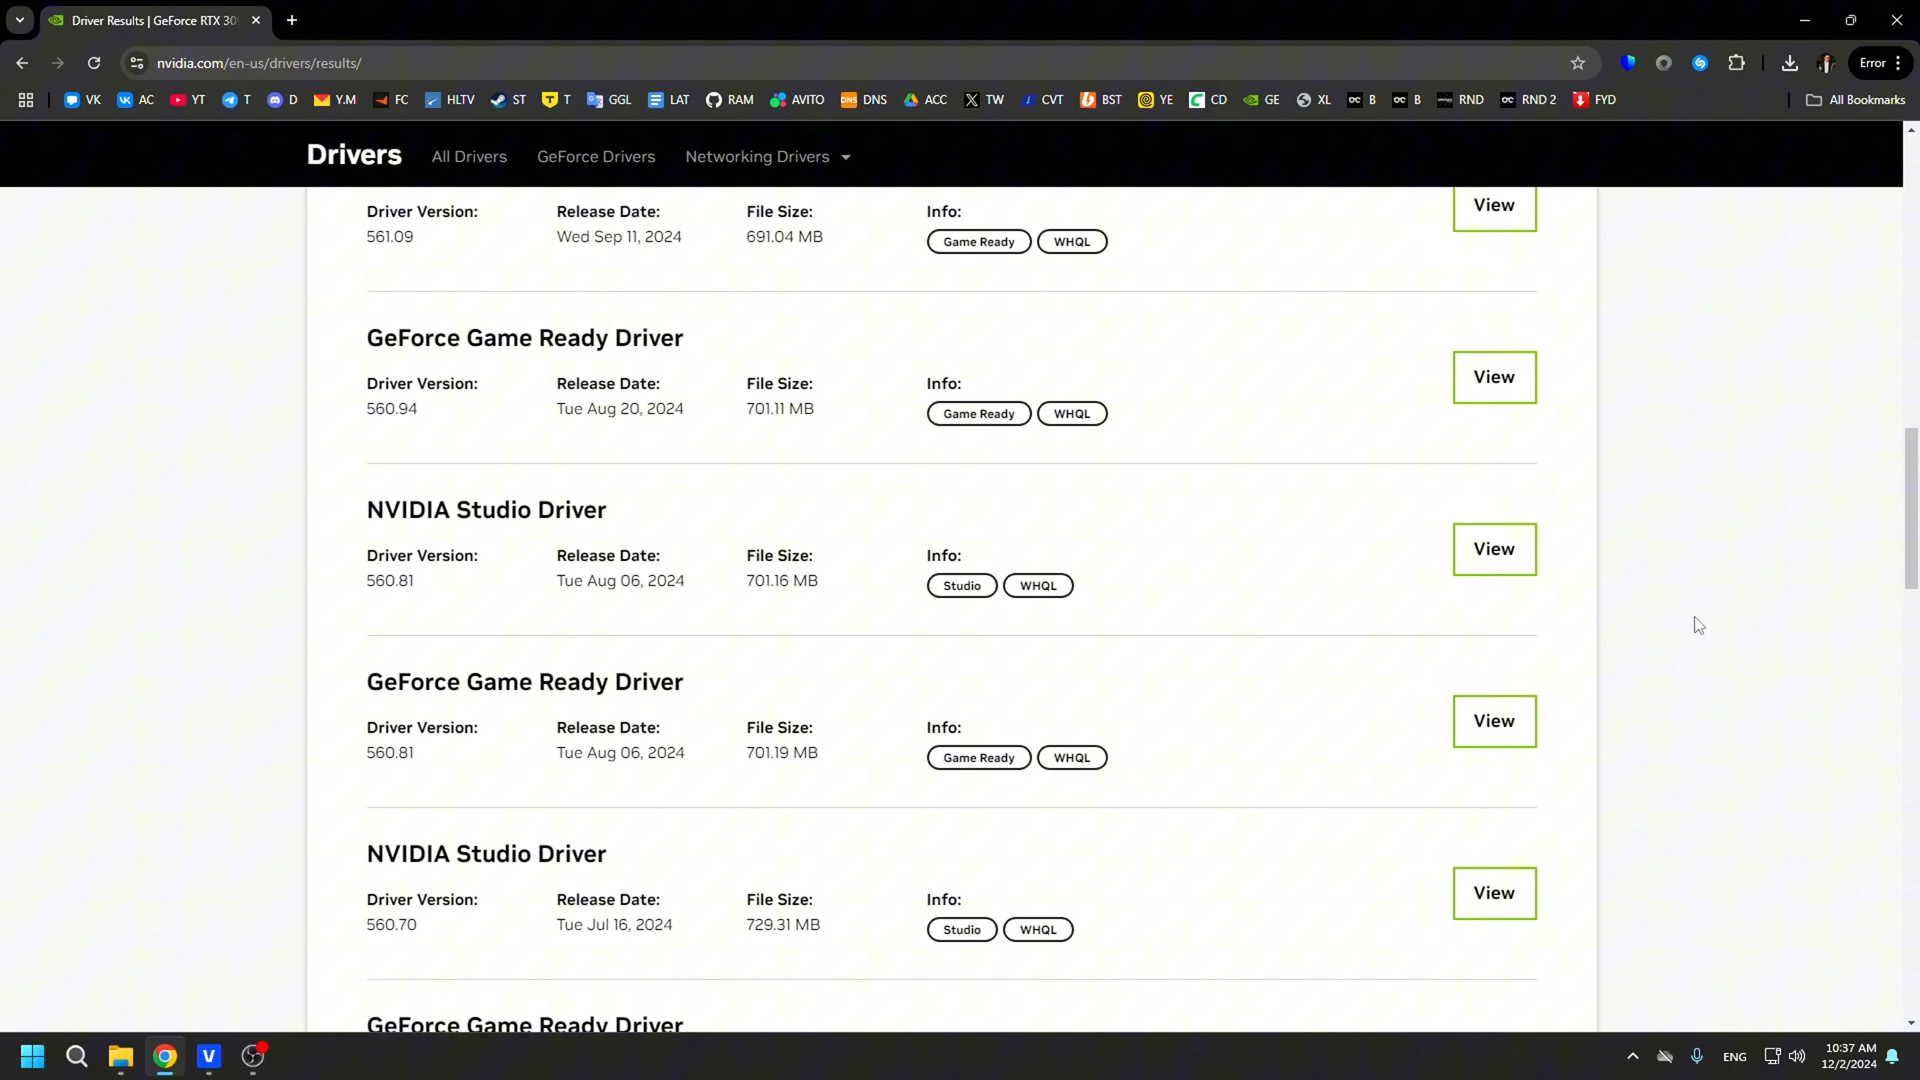 Driver Results | GeForce RTX 309
nvidia.com/en-us/drivers/results/
Error
VK AC YT T D Y.M FC HLTV ST T GGL LAT RAM AVITO DNS ACC TW CVT BST YE CD GE XL B B RND RND 2 FYD All Bookmarks
Drivers All Drivers GeForce Drivers Networking Drivers
Driver Version: Release Date: File Size: Info: View
561.09 Wed Sep 11, 2024 691.04 MB Game Ready WHQL
GeForce Game Ready Driver
Driver Version: Release Date: File Size: Info: View
560.94 Tue Aug 20, 2024 701.11 MB Game Ready WHQL
NVIDIA Studio Driver
Driver Version: Release Date: File Size: Info: View
560.81 Tue Aug 06, 2024 701.16 MB Studio WHQL
GeForce Game Ready Driver
Driver Version: Release Date: File Size: Info: View
560.81 Tue Aug 06, 2024 701.19 MB Game Ready WHQL
NVIDIA Studio Driver
Driver Version: Release Date: File Size: Info: View
560.70 Tue Jul 16, 2024 729.31 MB Studio WHQL
GeForce Game Ready Driver
ENG 10:37 AM
12/2/2024